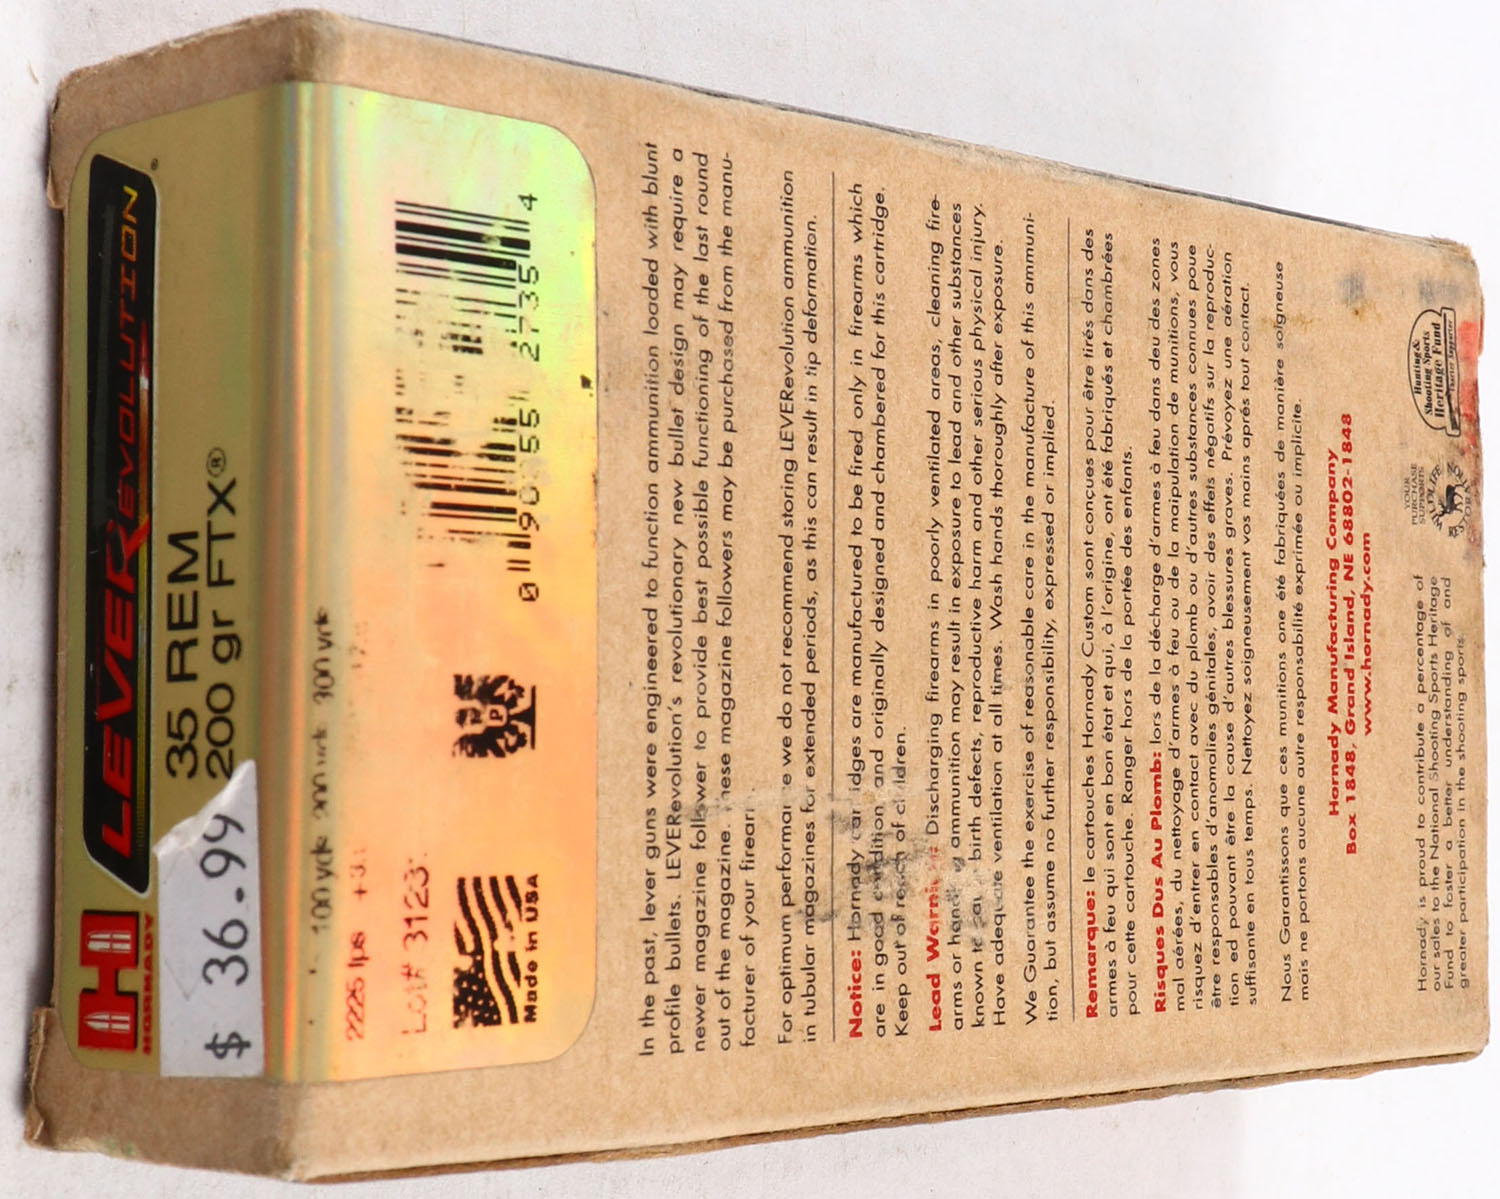 HORNADY
LEVERevolution®
35 REM
200 gr FTX®
$ 36.99
100 yds 200 yds 300 yds
2225 fps +3.
Lot# 3123
Made in USA
0 90255 2735 4
In the past, lever guns were engineered to function ammunition loaded with blunt
profile bullets. LEVERevolution's revolutionary new bullet design may require a
newer magazine follower to provide best possible functioning of the last round
out of the magazine. hese magazine followers may be purchased from the manu-
facturer of your firear
For optimum performa e we do not recommend storing LEVERevolution ammunition
in tubular magazines for extended periods, as this can result in tip deformation.
Notice: Hornady car idges are manufactured to be fired only in firearms which
are in good condition and originally designed and chambered for this cartridge.
Keep out of reach of c ldren.
Lead Warni Discharging firearms in poorly ventilated areas, cleaning fire-
arms or hand g ammunition may result in exposure to lead and other substances
known to birth defects, reproductive harm and other serious physical injury.
Have adequate ventilation at all times. Wash hands thoroughly after exposure.
We Guarantee the exercise of reasonable care in the manufacture of this ammuni-
tion, but assume no further responsibility, expressed or implied.
Remarque: le cartouches Hornady Custom sont conçues pour être tirés dans des
armes à feu qui sont en bon état et qui, à l'origine, ont été fabriqués et chambrées
pour cette cartouche. Ranger hors de la portée des enfants.
Risques Dus Au Plomb: lors de la décharge d'armes à feu dans deu des zones
mal aérées, du nettoyage d'armes à feu ou de la maipulation de munitions, vous
risquez d'entrer en contact avec du plomb ou d'autres substances connues poue
être responsables d'anomalies génitales, avoir des effets négatifs sur la reproduc-
tion ed pouvant être la cause d'autres blessures graves. Prévoyez une aération
suffisante en tous temps. Nettoyez soigneusement vos mains aprés tout contact.
Nous Garantissons que ces munitions one été fabriquées de manière soigneuse
mais ne portons aucune autre responsabilité exprimée ou implicite.
Hornady Manufacturing Company
Box 1848, Grand Island, NE 68802-1848
www.hornady.com
Hornady is proud to contribute a percentage of
our sales to the National Shooting Sports Heritage
Fund to foster a better understanding of and
greater participation in the shooting sports.
YOUR
PURCHASE
SUPPORTS
WILDLIFE
RESTORATION
Hunting &
Shooting Sports
Heritage Fund
Charter Supporter